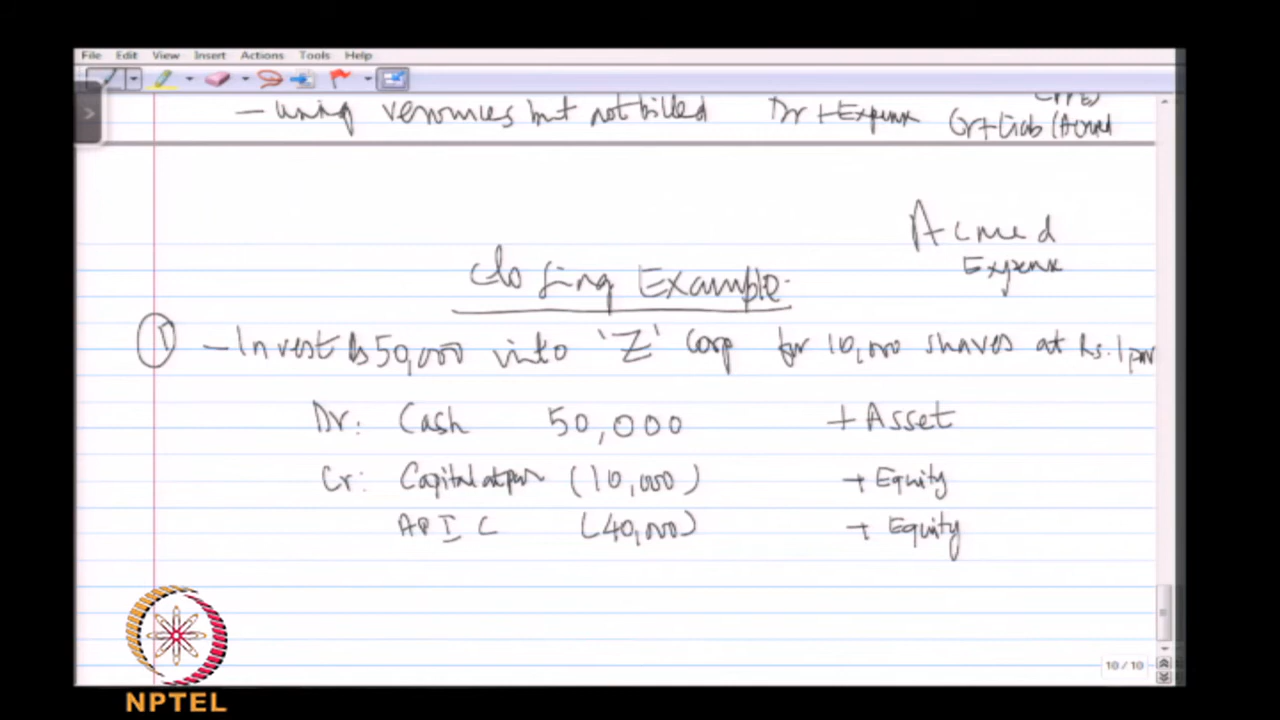 File Edit View Insert Actions Tools Help
- using resources but not billed Dr + Expense
Cr + Liab (Accrued
Accrued
Expense
Closing Example.
① - Invest Rs 50,000 into 'Z' Corp for 10,000 shares at Rs. 1 par
Dr: Cash 50,000 + Asset
Cr: Capital at par (10,000) + Equity
APIC (40,000) + Equity
10 / 10
NPTEL